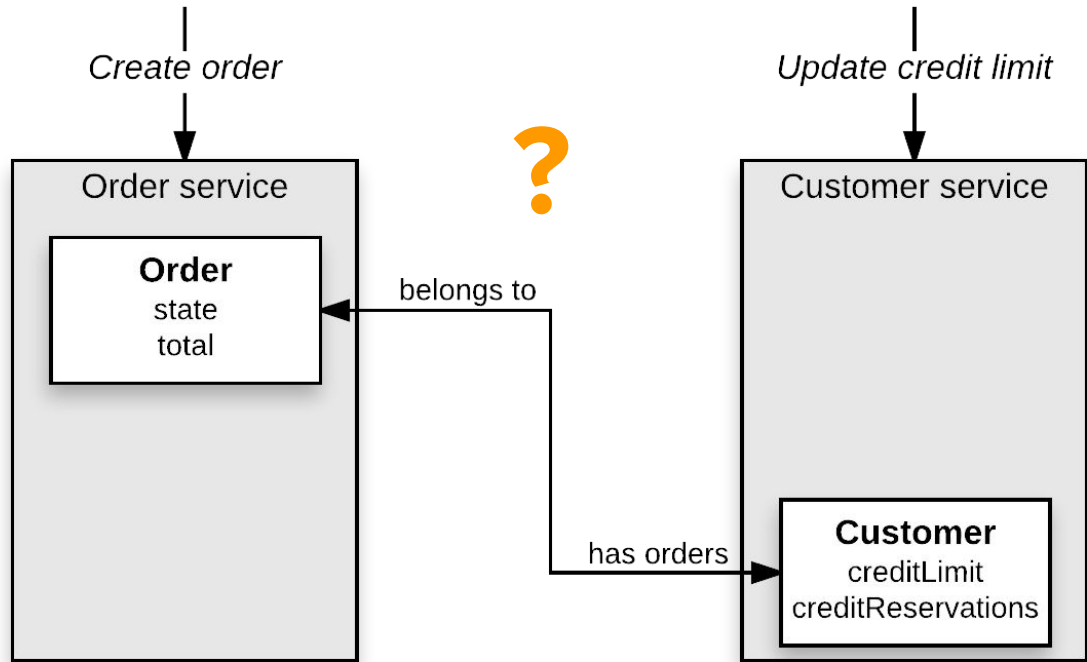 Create order
Update credit limit
?
Order service
Customer service
Order
state
total
belongs to
has orders
Customer
creditLimit
creditReservations